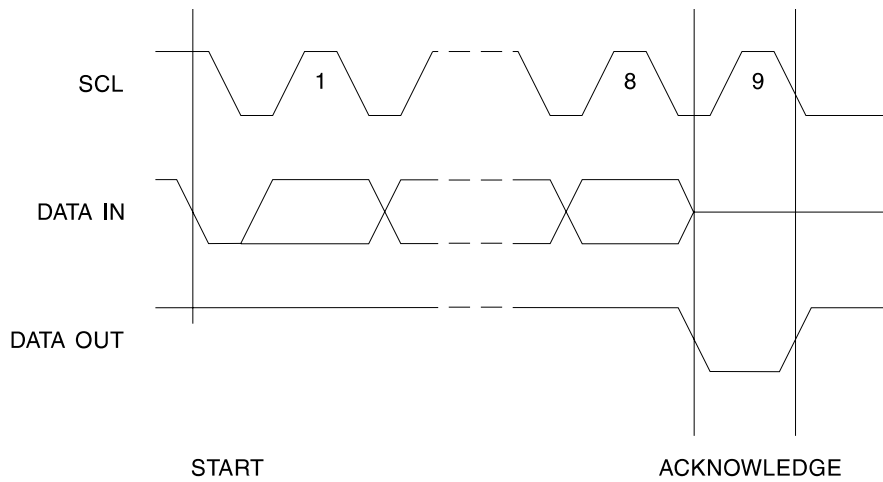 SCL
1
8
9
DATA IN
DATA OUT
START
ACKNOWLEDGE